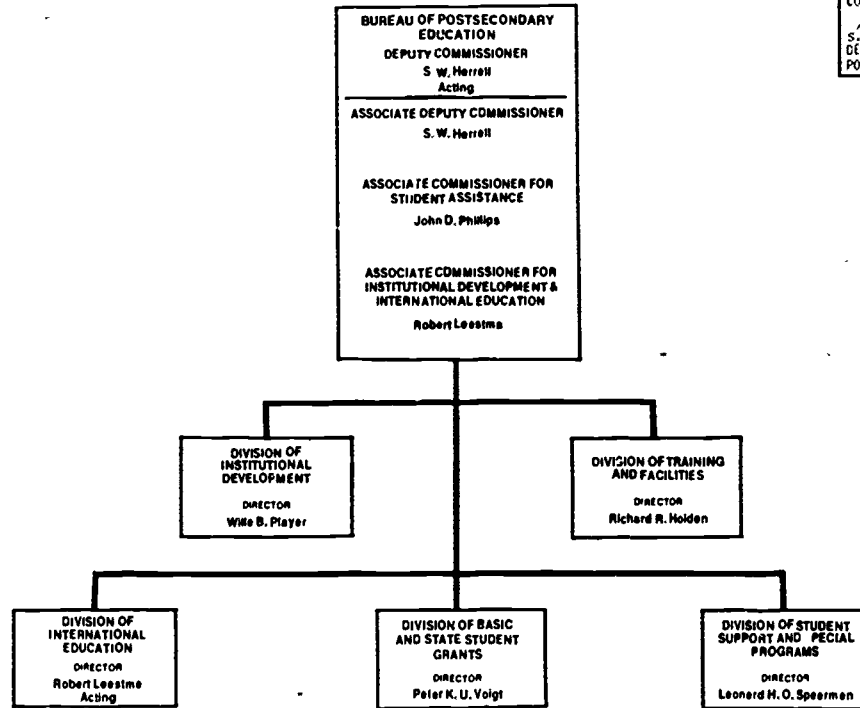 BUREAU OF POSTSECONDARY
EDUCATION
DEPUTY COMMISSIONER
S W. Herrell
Acting
ASSOCIATE DEPUTY COMMISSIONER
S. W. Herrell
ASSOCIATE COMMISSIONER FOR
STUDENT ASSISTANCE
John D. Phillips
ASSOCIATE COMMISSIONER FOR
INSTITUTIONAL DEVELOPMENT &
INTERNATIONAL EDUCATION
Robert Leestma
S.
DE
PO
DIVISION OF
INSTITUTIONAL
DEVELOPMENT
DIRECTOR
Willa B. Player
DIVISION OF TRAINING
AND FACILITIES
DIRECTOR
Richard R. Holden
DIVISION OF
INTERNATIONAL
EDUCATION
DIRECTOR
Robert Leestma
Acting
DIVISION OF BASIC
AND STATE STUDENT
GRANTS
DIRECTOR
Peter K. U. Voigt
DIVISION OF STUDENT
SUPPORT AND PECIAL
PROGRAMS
DIRECTOR
Leonard H. O. Spearman